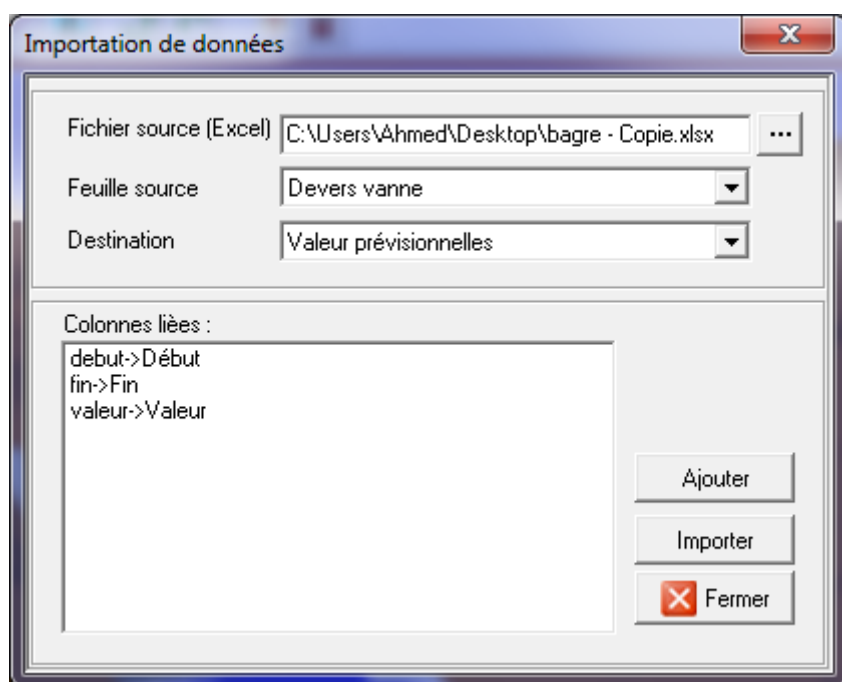 Importation de données
Fichier source (Excel) C:\Users\Ahmed\Desktop\bagre - Copie.xlsx ...
Feuille source Devers vanne
Destination Valeur prévisionnelles
Colonnes lièes :
debut->Début
fin->Fin
valeur->Valeur
Ajouter
Importer
Fermer